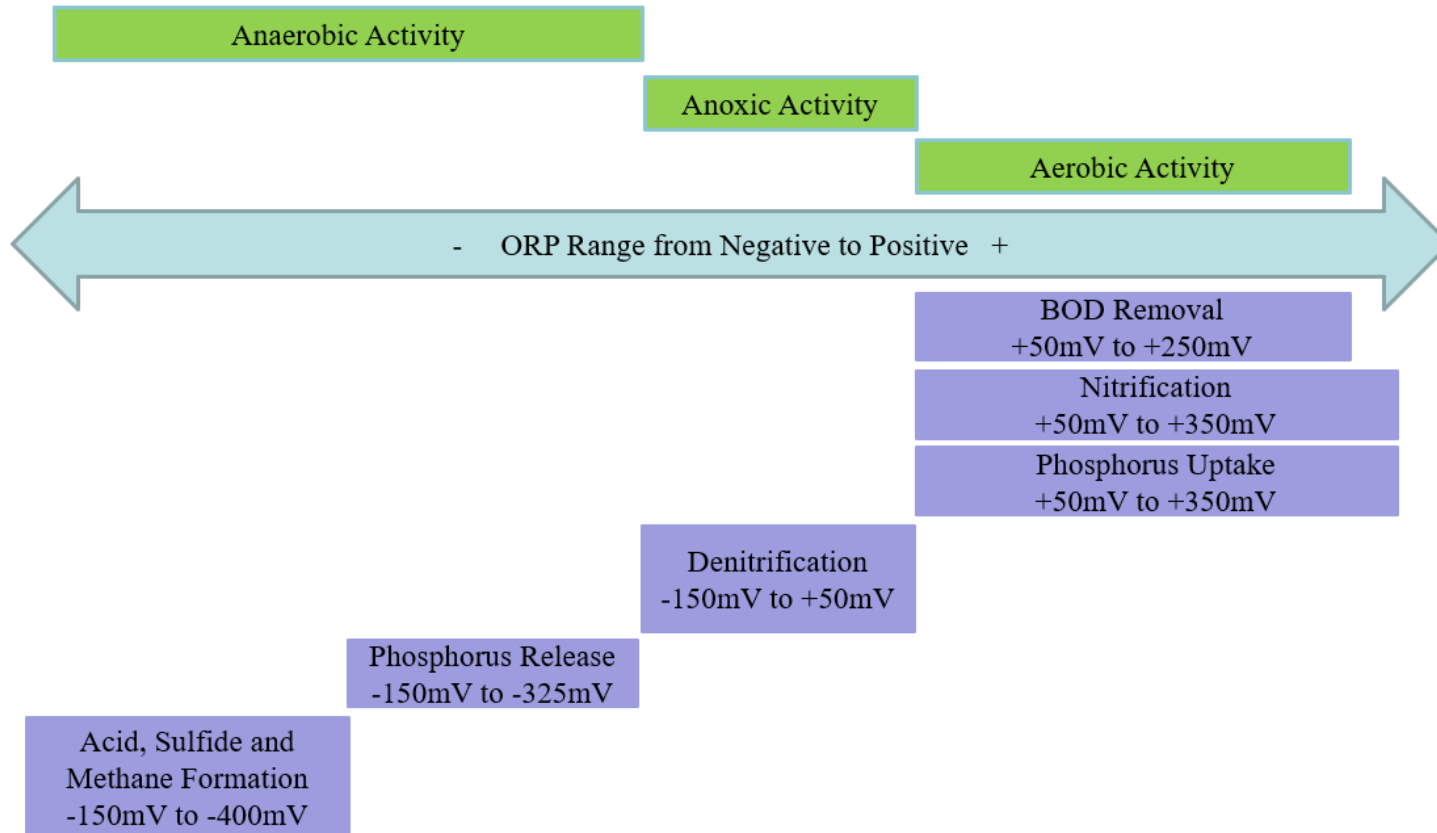 Anaerobic Activity
Anoxic Activity
Aerobic Activity
- ORP Range from Negative to Positive +
BOD Removal
+50mV to +250mV
Nitrification
+50mV to +350mV
Phosphorus Uptake
+50mV to +350mV
Denitrification
-150mV to +50mV
Phosphorus Release
-150mV to -325mV
Acid, Sulfide and
Methane Formation
-150mV to -400mV